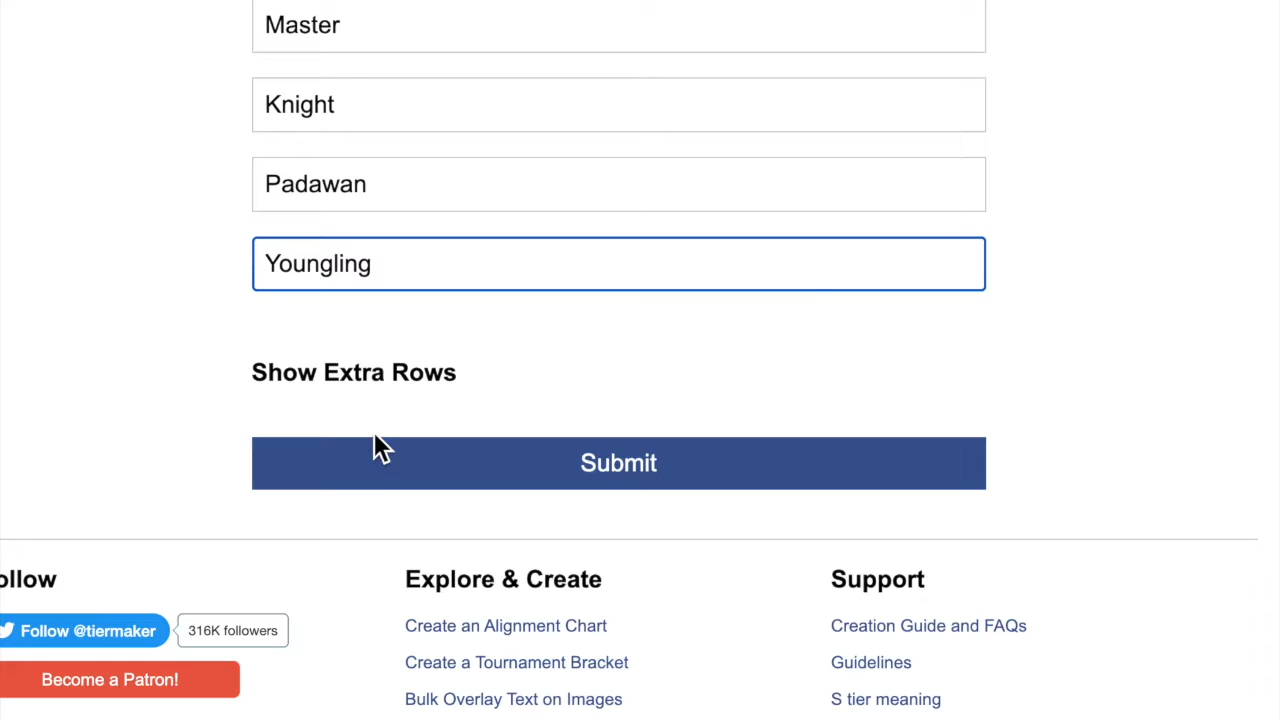 Master
Knight
Padawan
Youngling
Show Extra Rows
Submit
ollow
Explore & Create
Support
Follow @tiermaker
316K followers
Create an Alignment Chart
Creation Guide and FAQs
Become a Patron!
Create a Tournament Bracket
Guidelines
Bulk Overlay Text on Images
S tier meaning